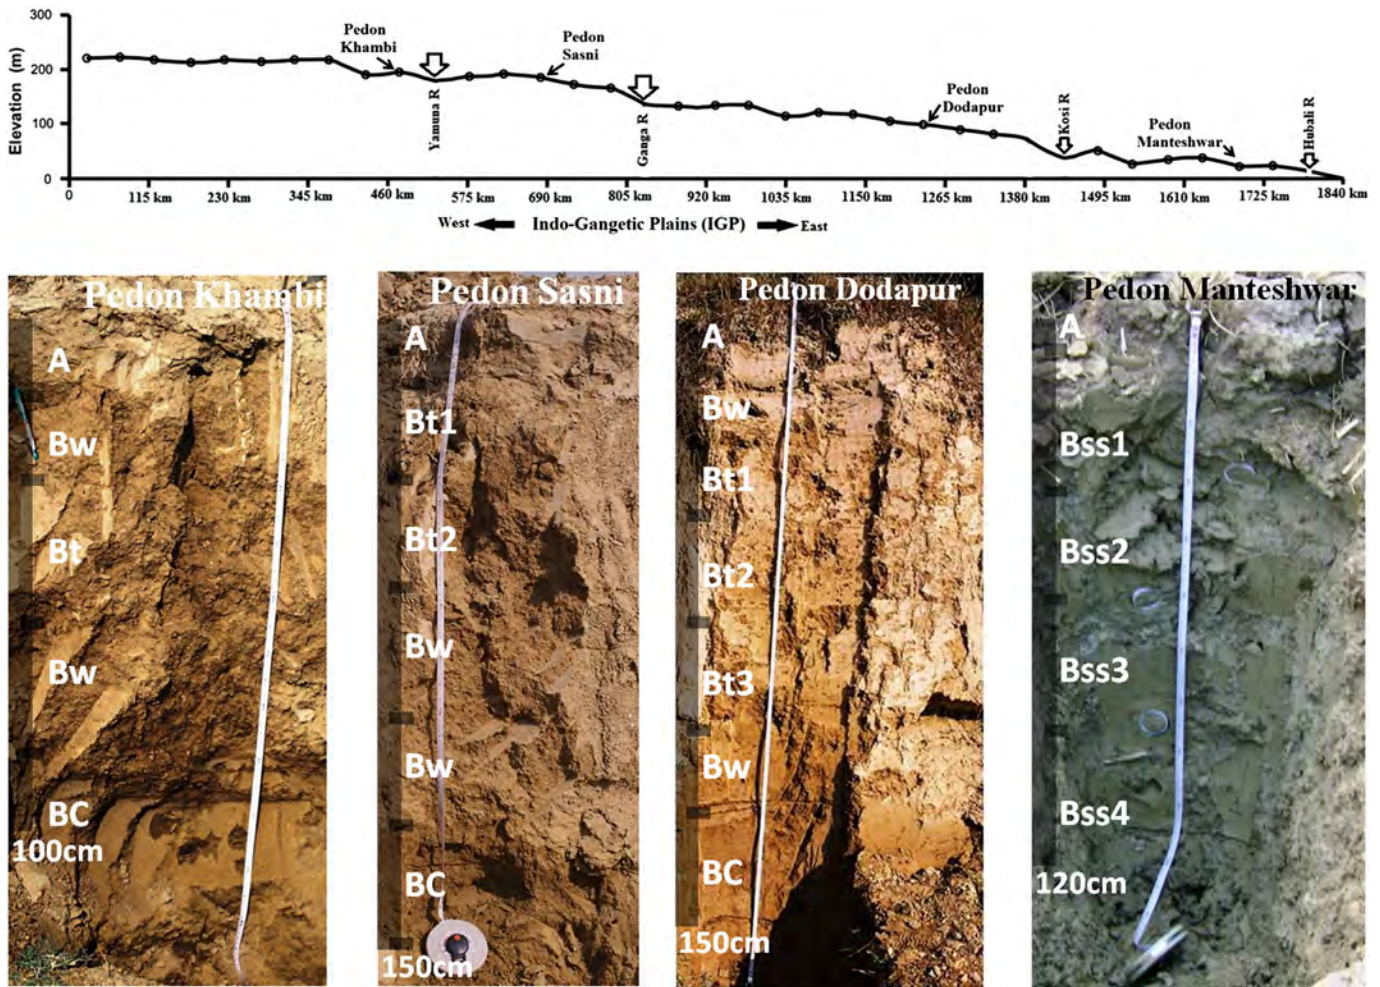 300
200
100
0
Elevation (m)
Pedon
Khambi
Yamuna R
Pedon
Sasni
Ganga R
Pedon
Dodapur
Kosi R
Pedon
Manteshwar
Hubali R
0 115 km 230 km 345 km 460 km 575 km 690 km 805 km 920 km 1035 km 1150 km 1265 km 1380 km 1495 km 1610 km 1725 km 1840 km
West Indo-Gangetic Plains (IGP) East
Pedon Khambi
A
Bw
Bt
Bw
BC
100cm
Pedon Sasni
A
Bt1
Bt2
Bw
Bw
BC
150cm
Pedon Dodapur
A
Bw
Bt1
Bt2
Bt3
Bw
BC
150cm
Pedon Manteshwar
A
Bss1
Bss2
Bss3
Bss4
120cm